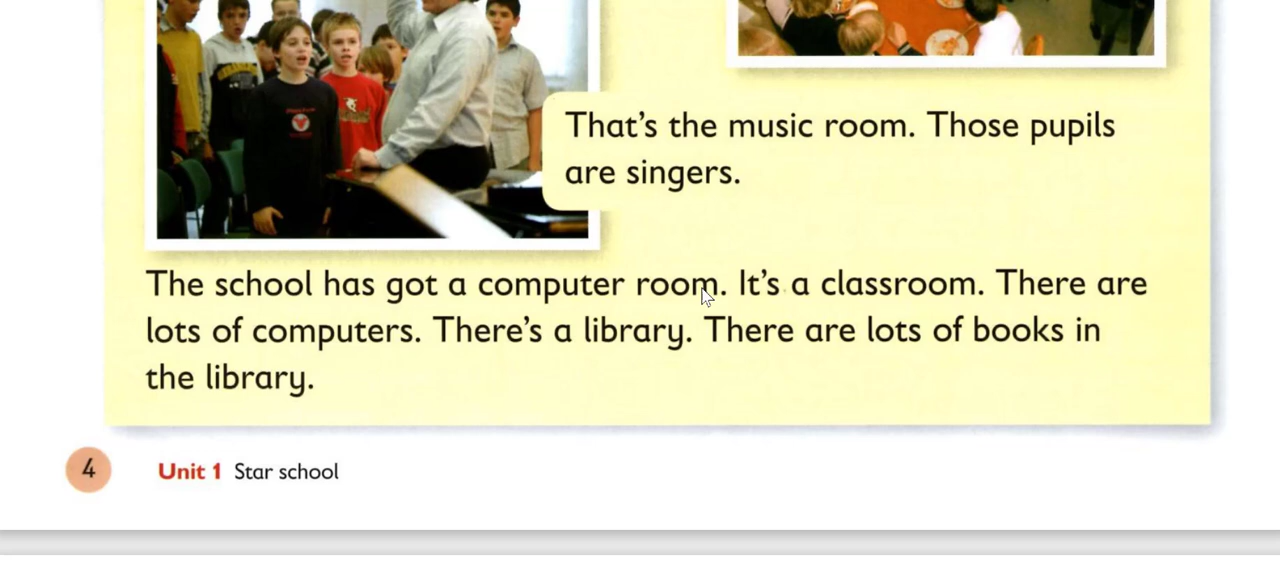 That's the music room. Those pupils
are singers.
The school has got a computer room. It's a classroom. There are
lots of computers. There's a library. There are lots of books in
the library.
4
Unit 1 Star school